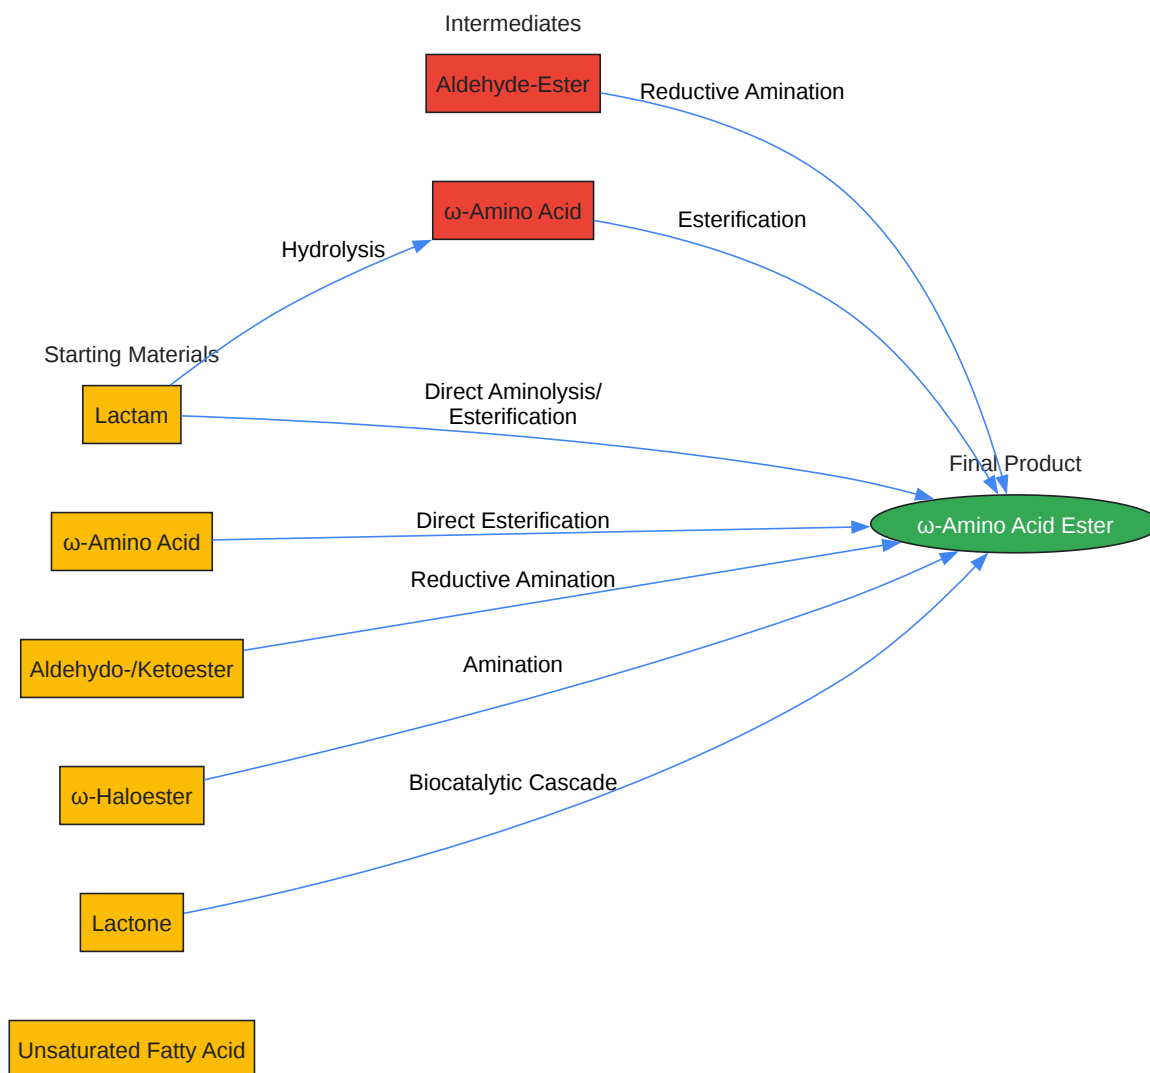 Intermediates
Aldehyde-Ester
Reductive Amination
ω-Amino Acid
Esterification
Hydrolysis
Starting Materials
Lactam
Direct Aminolysis/
Esterification
Final Product
ω-Amino Acid Ester
ω-Amino Acid
Direct Esterification
Reductive Amination
Aldehydo-/Ketoester
Amination
ω-Haloester
Biocatalytic Cascade
Lactone
Unsaturated Fatty Acid